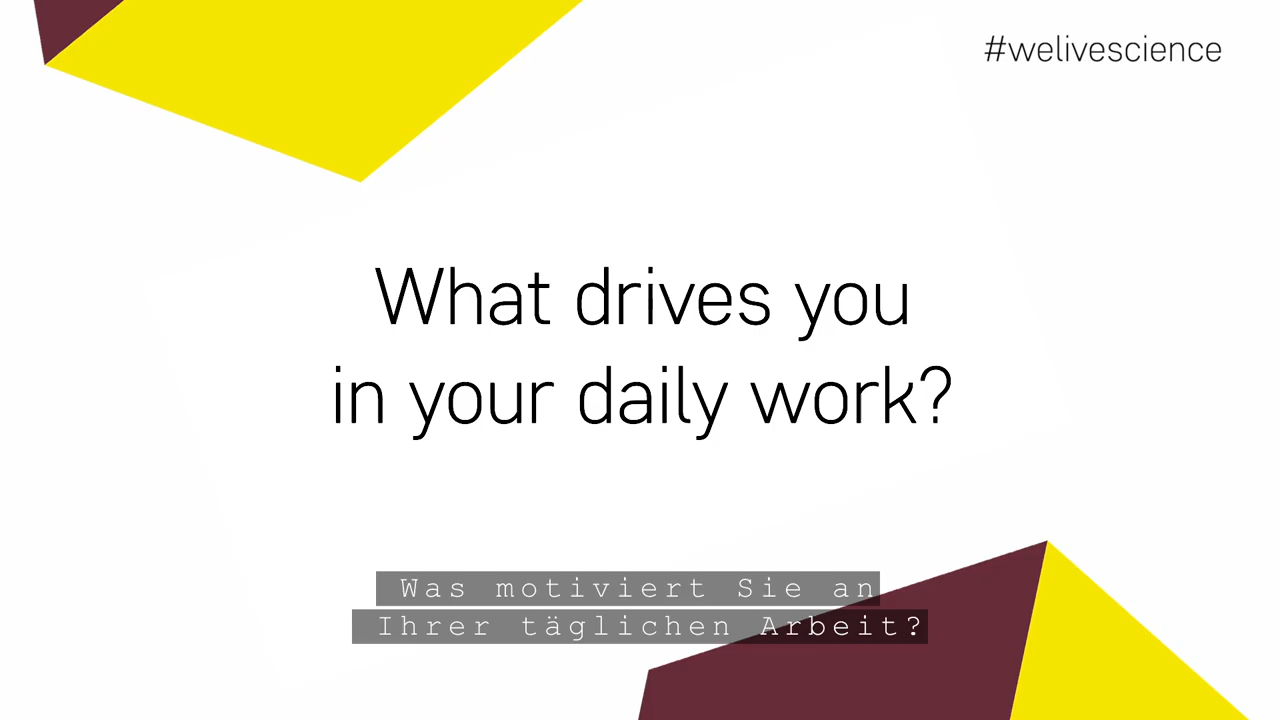 #welivescience
What drives you
in your daily work?
Was motiviert Sie an
Ihrer täglichen Arbeit?